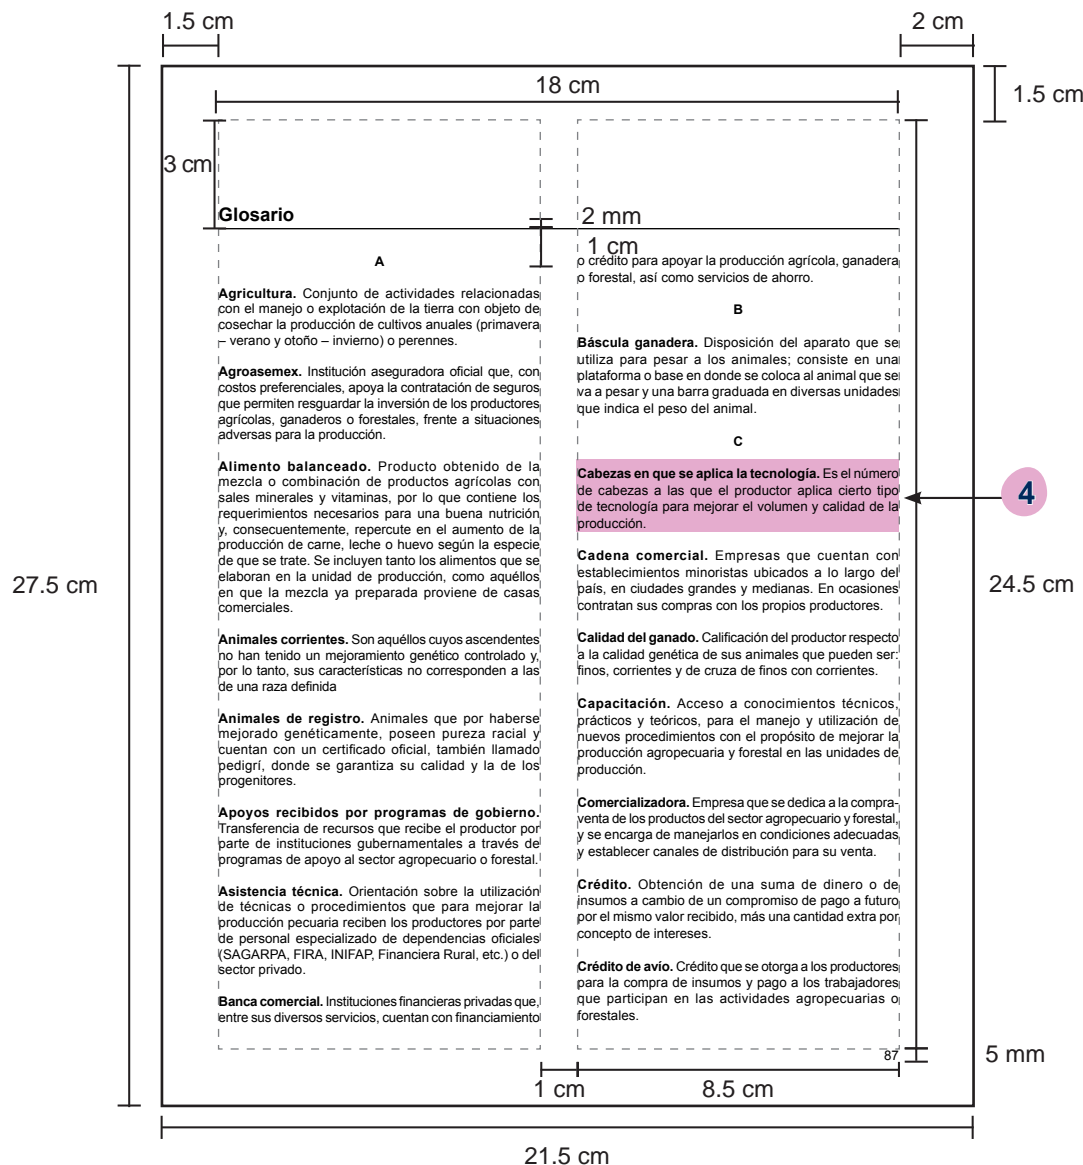 1.5 cm
2 cm
18 cm
1.5 cm
3 cm
Glosario
2 mm
1 cm
A
Agricultura. Conjunto de actividades relacionadas
con el manejo o explotación de la tierra con objeto de
cosechar la producción de cultivos anuales (primavera
– verano y otoño – invierno) o perennes.
Agroasemex. Institución aseguradora oficial que, con
costos preferenciales, apoya la contratación de seguros
que permiten resguardar la inversión de los productores
agrícolas, ganaderos o forestales, frente a situaciones
adversas para la producción.
Alimento balanceado. Producto obtenido de la
mezcla o combinación de productos agrícolas con
sales minerales y vitaminas, por lo que contiene los
requerimientos necesarios para una buena nutrición
y, consecuentemente, repercute en el aumento de la
producción de carne, leche o huevo según la especie
de que se trate. Se incluyen tanto los alimentos que se
elaboran en la unidad de producción, como aquéllos
en que la mezcla ya preparada proviene de casas
comerciales.
Animales corrientes. Son aquéllos cuyos ascendentes
no han tenido un mejoramiento genético controlado y,
por lo tanto, sus características no corresponden a las
de una raza definida
Animales de registro. Animales que por haberse
mejorado genéticamente, poseen pureza racial y
cuentan con un certificado oficial, también llamado
pedigrí, donde se garantiza su calidad y la de los
progenitores.
Apoyos recibidos por programas de gobierno.
Transferencia de recursos que recibe el productor por
parte de instituciones gubernamentales a través de
programas de apoyo al sector agropecuario o forestal.
Asistencia técnica. Orientación sobre la utilización
de técnicas o procedimientos que para mejorar la
producción pecuaria reciben los productores por parte
de personal especializado de dependencias oficiales
(SAGARPA, FIRA, INIFAP, Financiera Rural, etc.) o del
sector privado.
Banca comercial. Instituciones financieras privadas que,
entre sus diversos servicios, cuentan con financiamiento
o crédito para apoyar la producción agrícola, ganadera
o forestal, así como servicios de ahorro.
B
Báscula ganadera. Disposición del aparato que se
utiliza para pesar a los animales; consiste en una
plataforma o base en donde se coloca al animal que se
va a pesar y una barra graduada en diversas unidades
que indica el peso del animal.
C
Cabezas en que se aplica la tecnología. Es el número
de cabezas a las que el productor aplica cierto tipo
de tecnología para mejorar el volumen y calidad de la
producción.
4
Cadena comercial. Empresas que cuentan con
establecimientos minoristas ubicados a lo largo del
país, en ciudades grandes y medianas. En ocasiones
contratan sus compras con los propios productores.
Calidad del ganado. Calificación del productor respecto
a la calidad genética de sus animales que pueden ser:
finos, corrientes y de cruza de finos con corrientes.
Capacitación. Acceso a conocimientos técnicos,
prácticos y teóricos, para el manejo y utilización de
nuevos procedimientos con el propósito de mejorar la
producción agropecuaria y forestal en las unidades de
producción.
Comercializadora. Empresa que se dedica a la compra-
venta de los productos del sector agropecuario y forestal,
y se encarga de manejarlos en condiciones adecuadas
y establecer canales de distribución para su venta.
Crédito. Obtención de una suma de dinero o de
insumos a cambio de un compromiso de pago a futuro
por el mismo valor recibido, más una cantidad extra por
concepto de intereses.
Crédito de avío. Crédito que se otorga a los productores
para la compra de insumos y pago a los trabajadores
que participan en las actividades agropecuarias o
forestales.
27.5 cm
24.5 cm
87
5 mm
1 cm
8.5 cm
21.5 cm